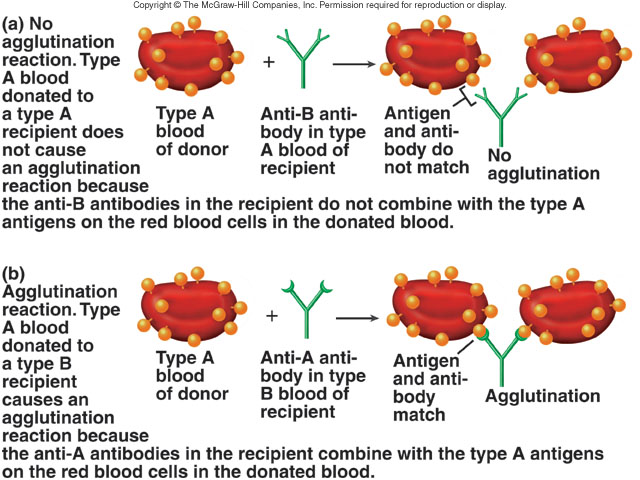 Copyright © The McGraw-Hill Companies, Inc. Permission required for reproduction or display.
(a) No
agglutination
reaction. Type
A blood
donated to
a type A
recipient does
not cause
an agglutination
reaction because
the anti-B antibodies in the recipient do not combine with the type A
antigens on the red blood cells in the donated blood.
Type A
blood
of donor
+
Anti-B anti-
body in type
A blood of
recipient
Antigen
and anti-
body do
not match
No
agglutination
(b)
Agglutination
reaction. Type
A blood
donated to
a type B
recipient
causes an
agglutination
reaction because
the anti-A antibodies in the recipient combine with the type A antigens
on the red blood cells in the donated blood.
Type A
blood
of donor
+
Anti-A anti-
body in type
B blood of
recipient
Antigen
and anti-
body
match
Agglutination